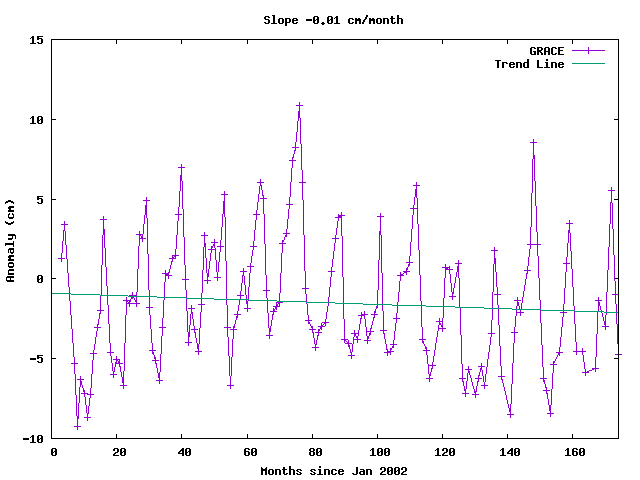 Slope -0.01 cm/month
15
GRACE
Trend Line
10
5
0
-5
-10
Anomaly (cm)
0 20 40 60 80 100 120 140 160
Months since Jan 2002